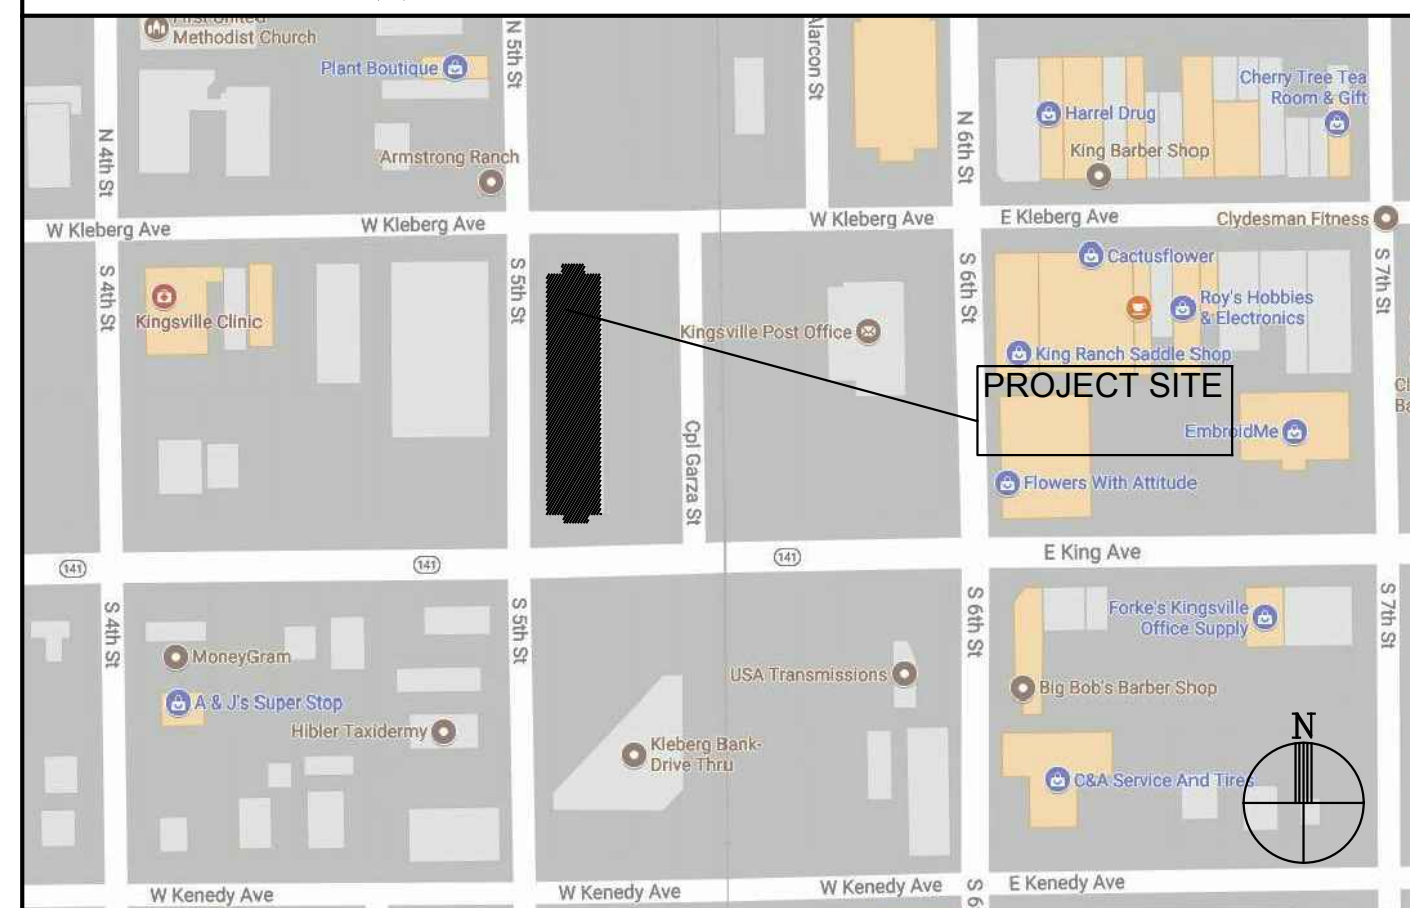 First United
Methodist Church
Plant Boutique
N 5th St
Alarcon St
Cherry Tree Tea
Room & Gift
Harrel Drug
N 4th St
N 6th St
King Barber Shop
Armstrong Ranch
W Kleberg Ave
W Kleberg Ave
W Kleberg Ave
E Kleberg Ave
Clydesman Fitness
S 4th St
S 5th St
S 6th St
S 7th St
Cactusflower
Kingsville Clinic
Roy's Hobbies
& Electronics
Kingsville Post Office
King Ranch Saddle Shop
PROJECT SITE
EmbroidMe
Cpl Garza St
Flowers With Attitude
E King Ave
141
141
141
S 4th St
S 5th St
S 6th St
S 7th St
Forke's Kingsville
Office Supply
MoneyGram
USA Transmissions
Big Bob's Barber Shop
A & J's Super Stop
Hibler Taxidermy
N
Kleberg Bank-
Drive Thru
C&A Service And Tires
W Kenedy Ave
W Kenedy Ave
W Kenedy Ave
S 6
E Kenedy Ave